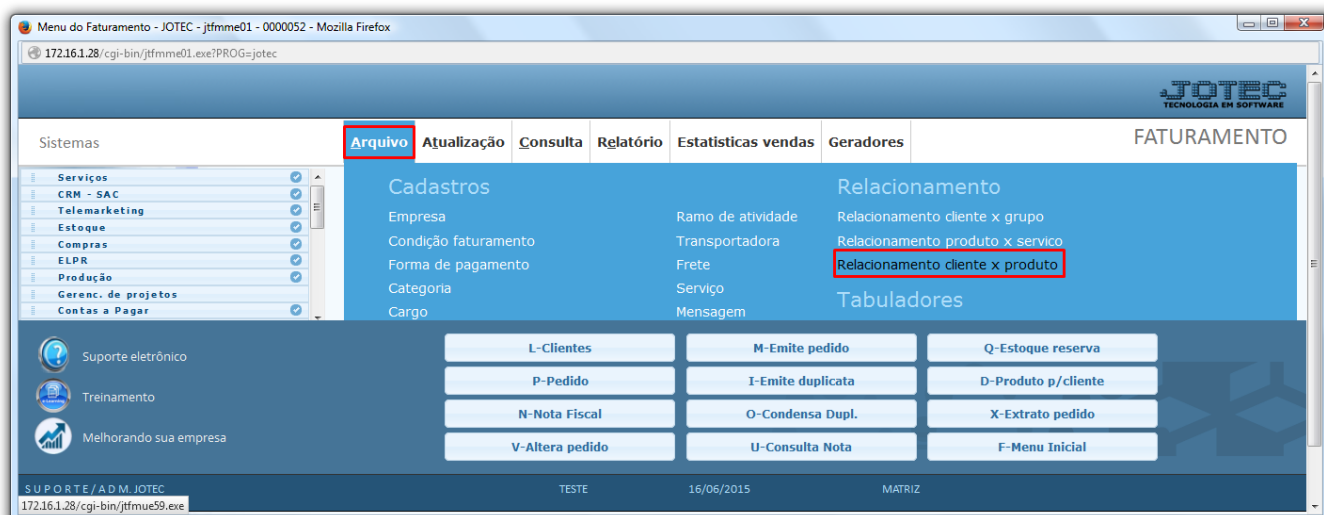 Menu do Faturamento - JOTEC - jtfmme01 - 0000052 - Mozilla Firefox
172.16.1.28/cgi-bin/jtfmme01.exe?PROG=jotec
JOTEC
TECNOLOGIA EM SOFTWARE
Sistemas
Arquivo Atualização Consulta Relatório Estatisticas vendas Geradores
FATURAMENTO
Serviços
CRM - SAC
Telemarketing
Estoque
Compras
ELPR
Produção
Gerenc. de projetos
Contas a Pagar
Cadastros
Empresa
Condição faturamento
Forma de pagamento
Categoria
Cargo
Ramo de atividade
Transportadora
Frete
Serviço
Mensagem
Relacionamento
Relacionamento cliente x grupo
Relacionamento produto x servico
Relacionamento cliente x produto
Tabuladores
Suporte eletrônico
Treinamento
Melhorando sua empresa
L-Clientes M-Emite pedido Q-Estoque reserva
P-Pedido I-Emite duplicata D-Produto p/cliente
N-Nota Fiscal O-Condensa Dupl. X-Extrato pedido
V-Altera pedido U-Consulta Nota F-Menu Inicial
SUPORTE/ADM.JOTEC TESTE 16/06/2015 MATRIZ
172.16.1.28/cgi-bin/jtfmue59.exe